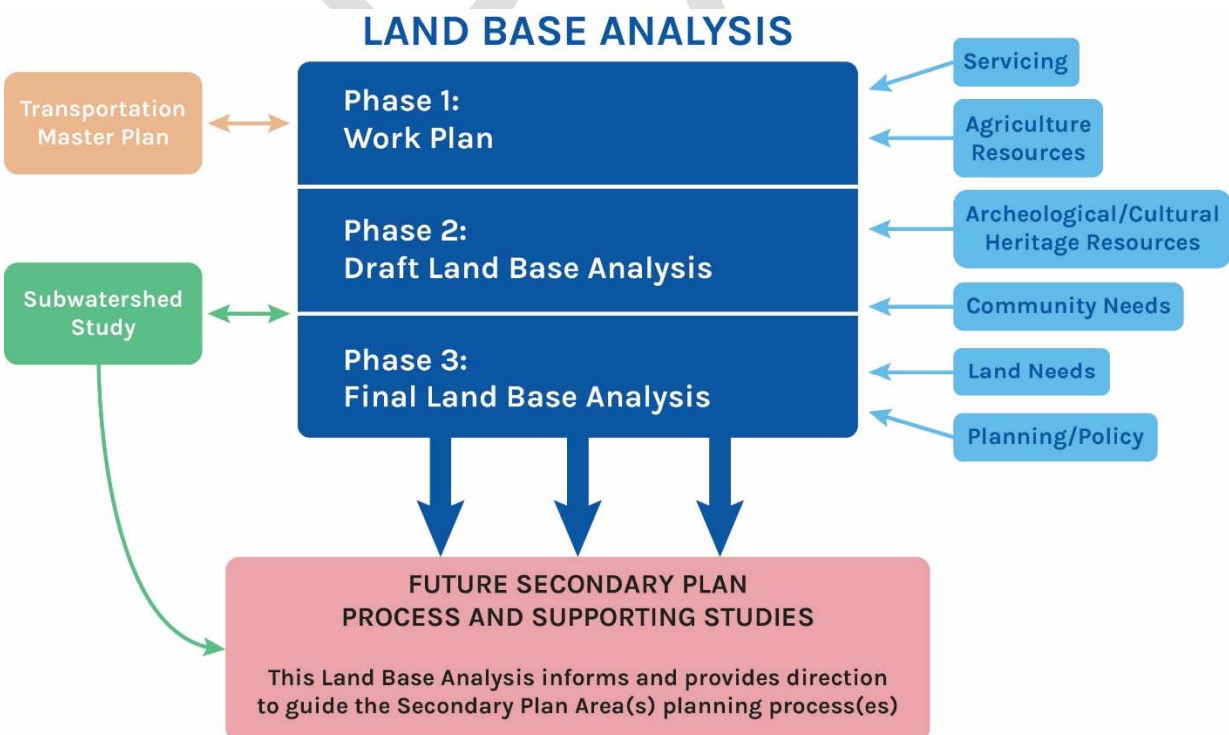 LAND BASE ANALYSIS
Transportation
Master Plan
Phase 1:
Work Plan
Servicing
Agriculture
Resources
Subwatershed
Study
Phase 2:
Draft Land Base Analysis
Archeological/Cultural
Heritage Resources
Community Needs
Phase 3:
Final Land Base Analysis
Land Needs
Planning/Policy
FUTURE SECONDARY PLAN
PROCESS AND SUPPORTING STUDIES
This Land Base Analysis informs and provides direction
to guide the Secondary Plan Area(s) planning process(es)